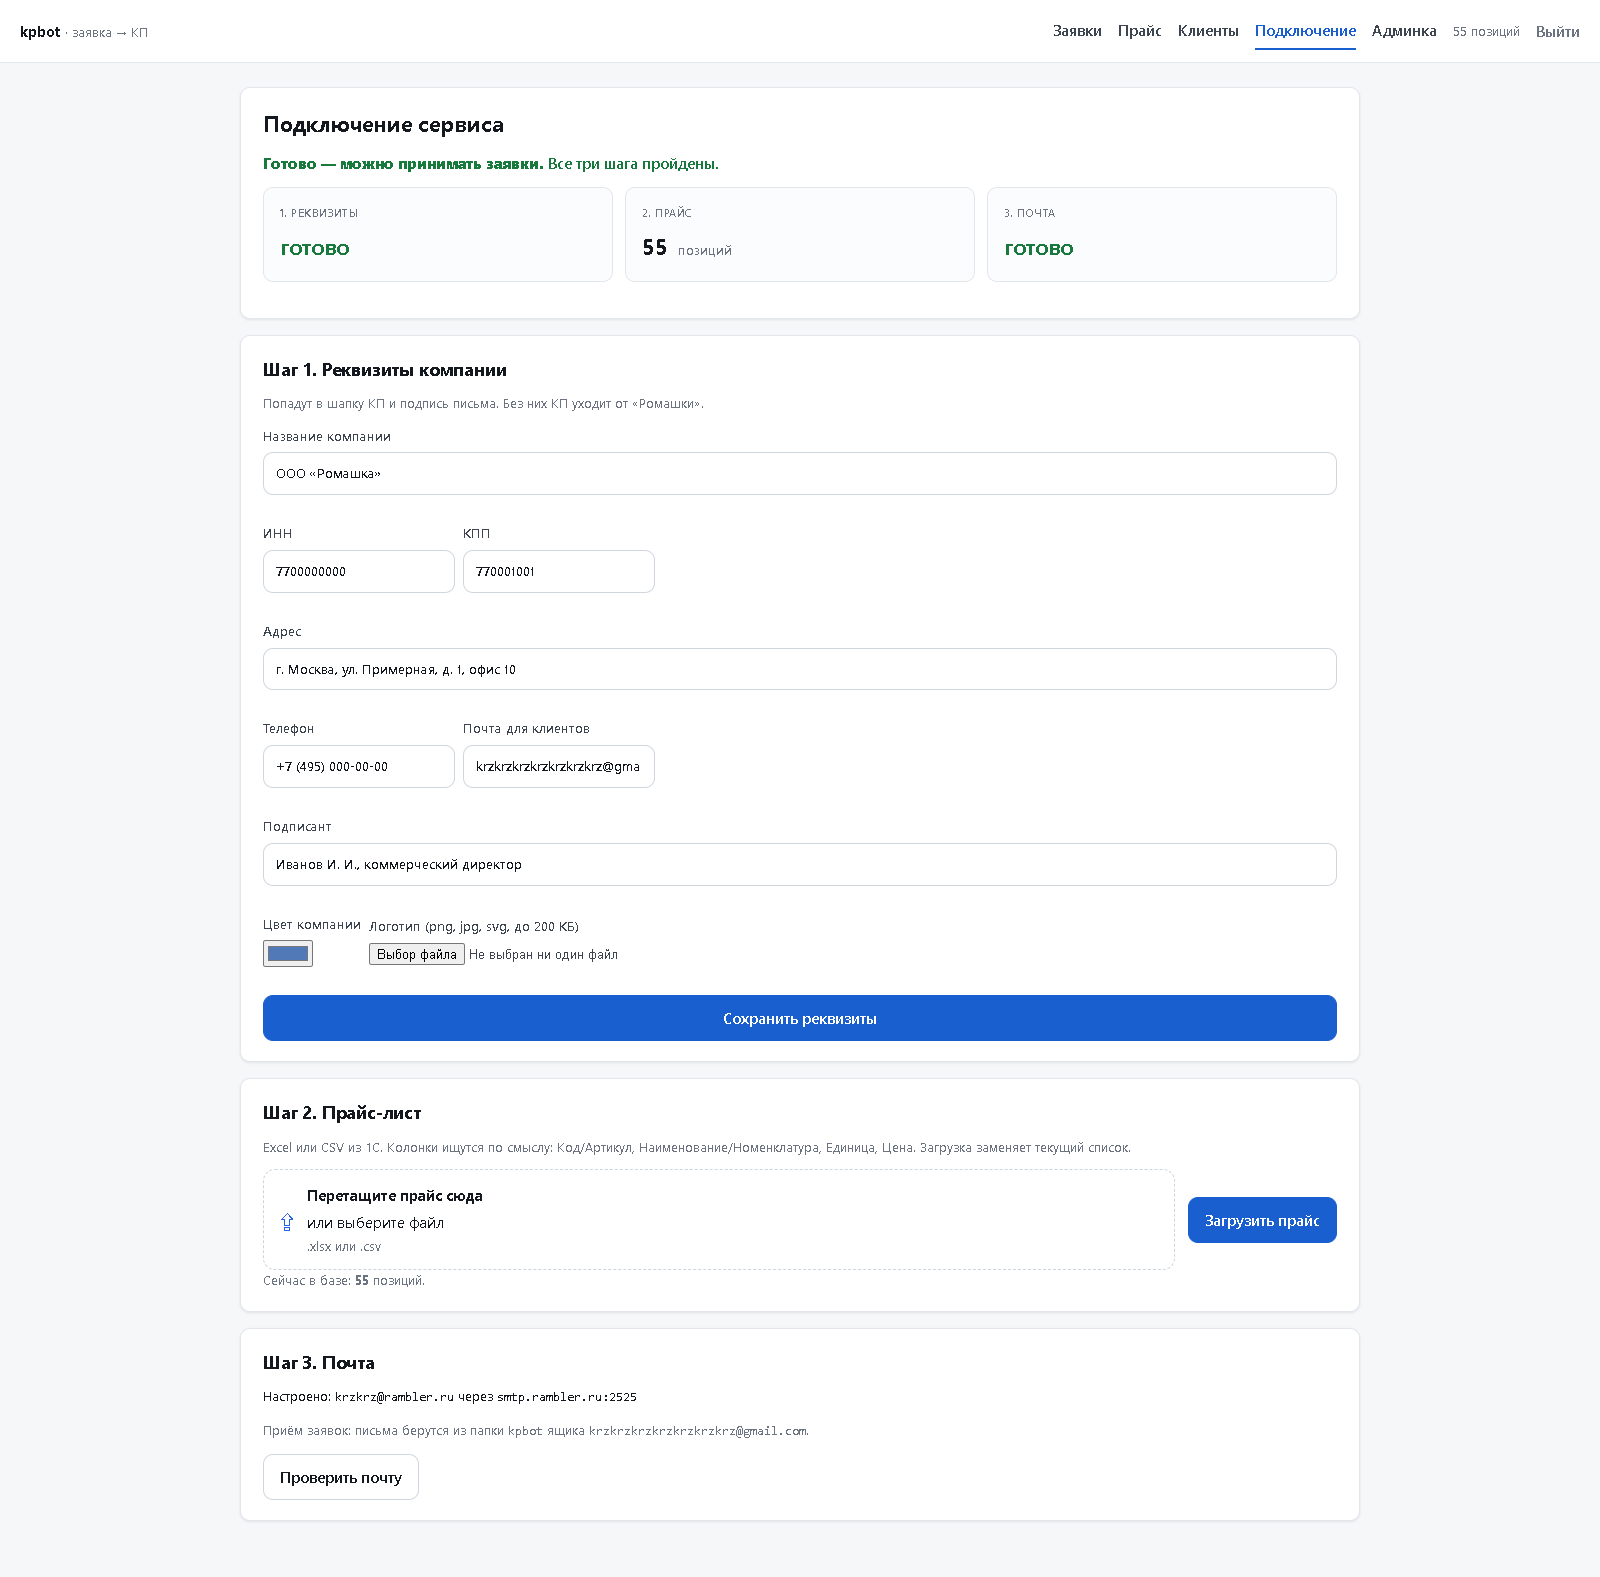 kpbot · заявка → КП
Заявки Прайс Клиенты Подключение Админка 55 позиций Выйти
Подключение сервиса
Готово — можно принимать заявки. Все три шага пройдены.
1. РЕКВИЗИТЫ
ГОТОВО
2. ПРАЙС
55 позиций
3. ПОЧТА
ГОТОВО
Шаг 1. Реквизиты компании
Попадут в шапку КП и подпись письма. Без них КП уходит от «Ромашки».
Название компании
ООО «Ромашка»
ИНН КПП
7700000000 770001001
Адрес
г. Москва, ул. Примерная, д. 1, офис 10
Телефон Почта для клиентов
+7 (495) 000-00-00 krzkrzkrzkrzkrzkrzkrz@gma
Подписант
Иванов И. И., коммерческий директор
Цвет компании Логотип (png, jpg, svg, до 200 КБ)
Выбор файла Не выбран ни один файл
Сохранить реквизиты
Шаг 2. Прайс-лист
Excel или CSV из 1С. Колонки ищутся по смыслу: Код/Артикул, Наименование/Номенклатура, Единица, Цена. Загрузка заменяет текущий список.
Перетащите прайс сюда
или выберите файл
.xlsx или .csv
Загрузить прайс
Сейчас в базе: 55 позиций.
Шаг 3. Почта
Настроено: krzkrz@rambler.ru через smtp.rambler.ru:2525
Приём заявок: письма берутся из папки kpbot ящика krzkrzkrzkrzkrzkrzkrz@gmail.com.
Проверить почту